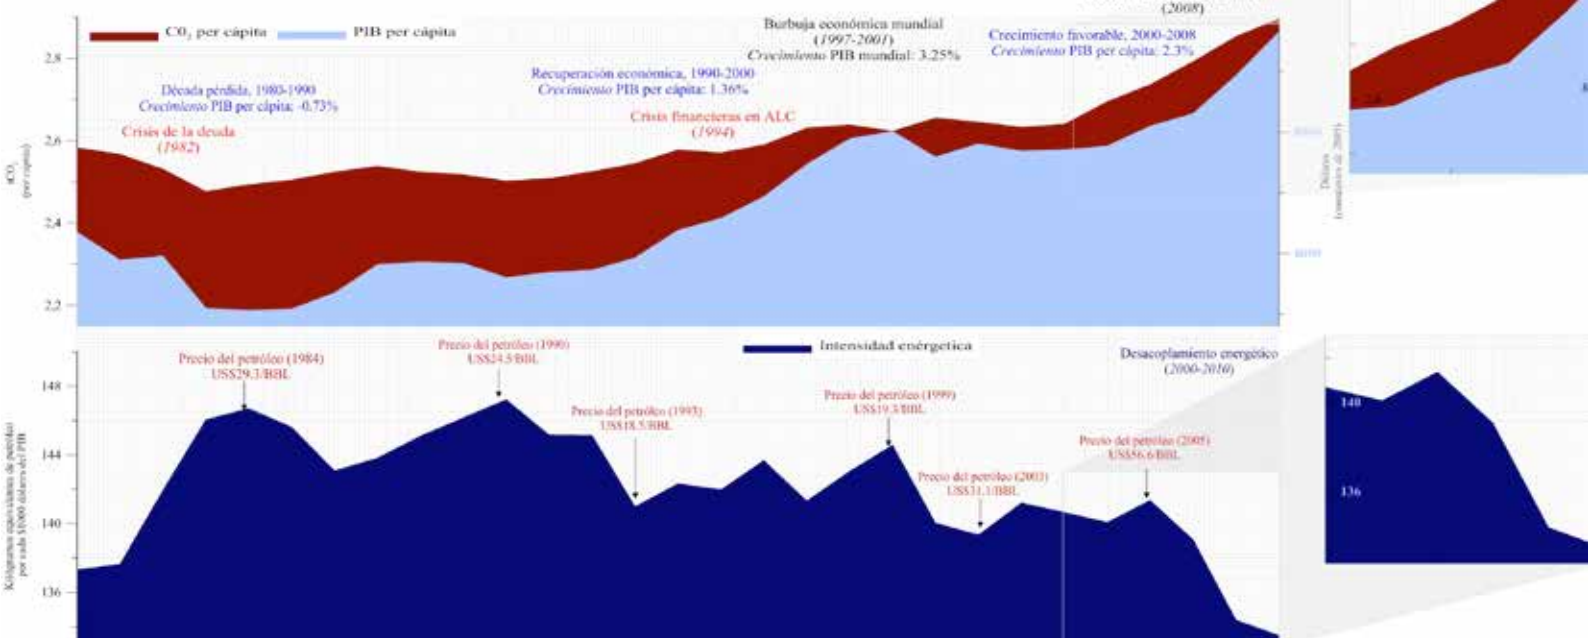 (2008)
C0₂ per cápita
PIB per cápita
Burbuja económica mundial
(1997-2001)
Crecimiento PIB mundial: 3.25%
Crecimiento favorable, 2000-2008
Crecimiento PIB per cápita: 2.3%
Década pérdida, 1980-1990
Crecimiento PIB per cápita: -0.73%
Recuperación económica, 1990-2000
Crecimiento PIB per cápita: 1.36%
Crisis de la deuda
(1982)
Crisis financieras en ALC
(1994)
2,8
2,6
2,4
2,2
tCO₂
(per cápita)
Dólares
(constantes de 2005)
Intensidad enérgetica
Desacoplamiento energético
(2000-2010)
Precio del petróleo (1984)
US$29.3/BBL
Precio del petróleo (1990)
US$24.5/BBL
Precio del petróleo (1993)
US$18.5/BBL
Precio del petróleo (1999)
US$19.3/BBL
Precio del petróleo (2003)
US$31.1/BBL
Precio del petróleo (2005)
US$56.6/BBL
148
144
140
136
Kilogramos equivalentes de petróleo
por cada $1000 dólares del PIB
140
136